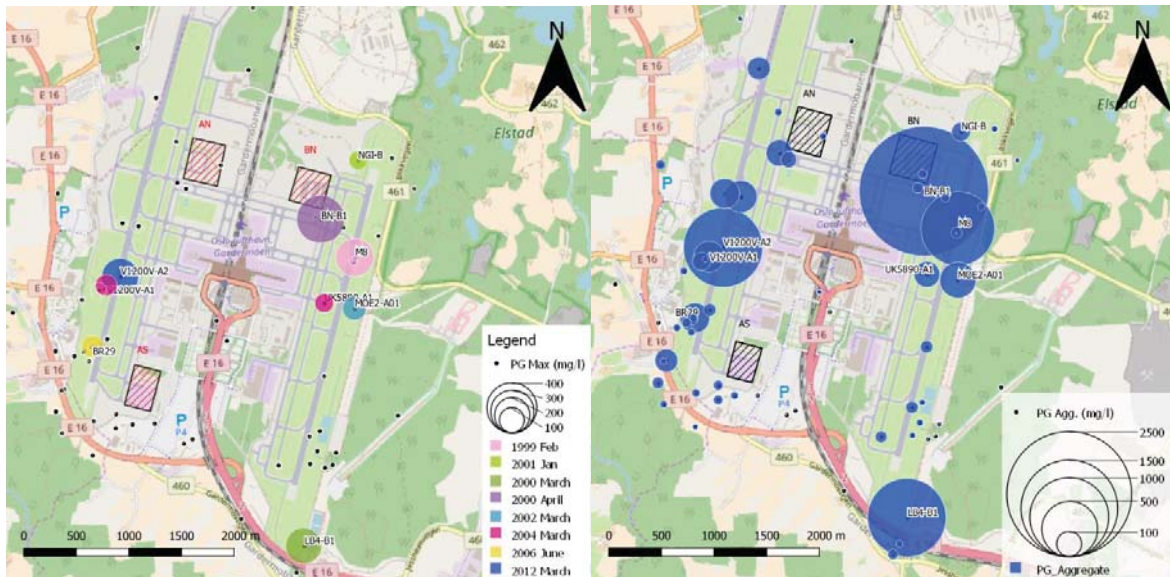 E 16
E 16
462
N
AN
462
Elstad
BN
NGI-B
461
P
BN-B1
M8
V1200V-A2
V1200V-A1
UK5890-A1
MOE2-A01
BR29
AS
E 16
E 16
P
P4
E 16
460
LB4-B1
E 16
460
0 500 1000 2000 m
Legend
PG Max (mg/l)
400
300
200
100
1999 Feb
2001 Jan
2000 March
2000 April
2002 March
2004 March
2006 June
2012 March
E 16
E 16
462
N
AN
462
Elstad
BN
NGI-B
461
P
BN-B1
M8
V1200V-A2
V1200V-A1
UK5890-A1
MOE2-A01
BR29
AS
E 16
E 16
P
P4
E 16
460
LB4-B1
E 16
460
0 500 1000 2000 m
PG Agg. (mg/l)
2500
1500
1000
500
100
PG_Aggregate